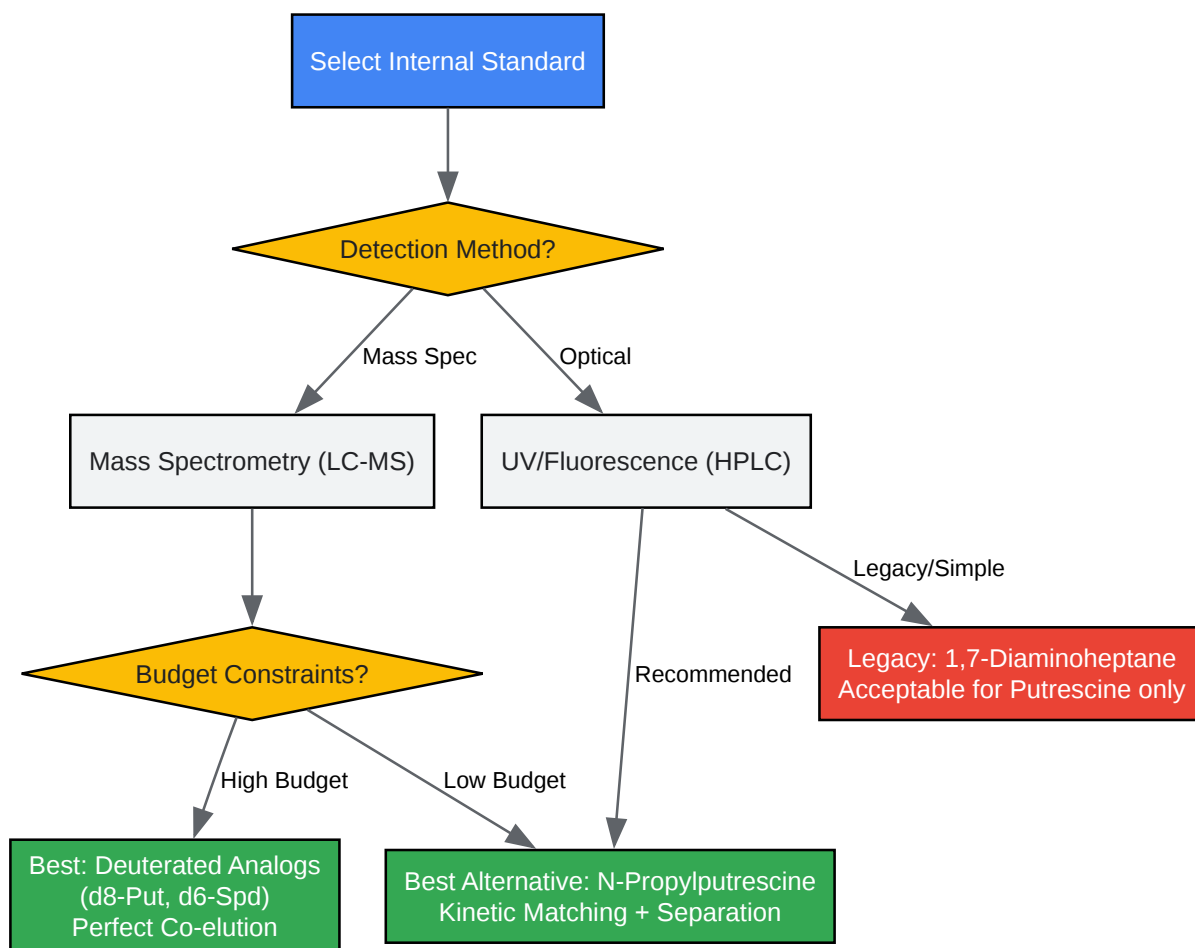 Select Internal Standard
Detection Method?
Mass Spec
Optical
Mass Spectrometry (LC-MS)
UV/Fluorescence (HPLC)
Legacy/Simple
Budget Constraints?
Recommended
Legacy: 1,7-Diaminoheptane
Acceptable for Putrescine only
High Budget
Low Budget
Best: Deuterated Analogs
(d8-Put, d6-Spd)
Perfect Co-elution
Best Alternative: N-Propylputrescine
Kinetic Matching + Separation